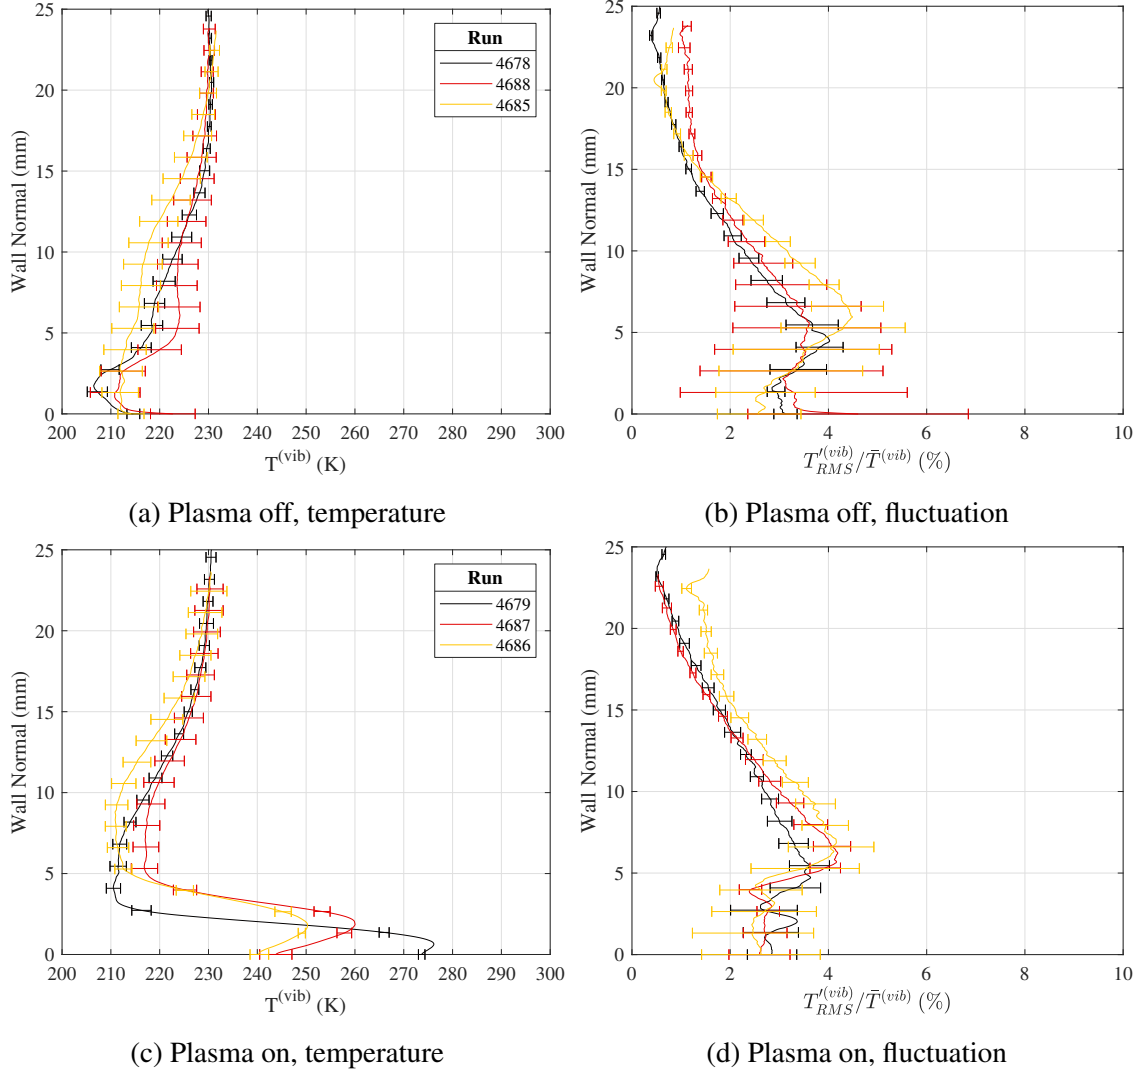 25
20
15
10
5
0
Wall Normal (mm)
200 210 220 230 240 250 260 270 280 290 300
T(vib) (K)
Run
4678
4688
4685
(a) Plasma off, temperature
25
20
15
10
5
0
Wall Normal (mm)
0 2 4 6 8 10
T′(vib)RMS/T̄(vib) (%)
(b) Plasma off, fluctuation
25
20
15
10
5
0
Wall Normal (mm)
200 210 220 230 240 250 260 270 280 290 300
T(vib) (K)
Run
4679
4687
4686
(c) Plasma on, temperature
25
20
15
10
5
0
Wall Normal (mm)
0 2 4 6 8 10
T′(vib)RMS/T̄(vib) (%)
(d) Plasma on, fluctuation